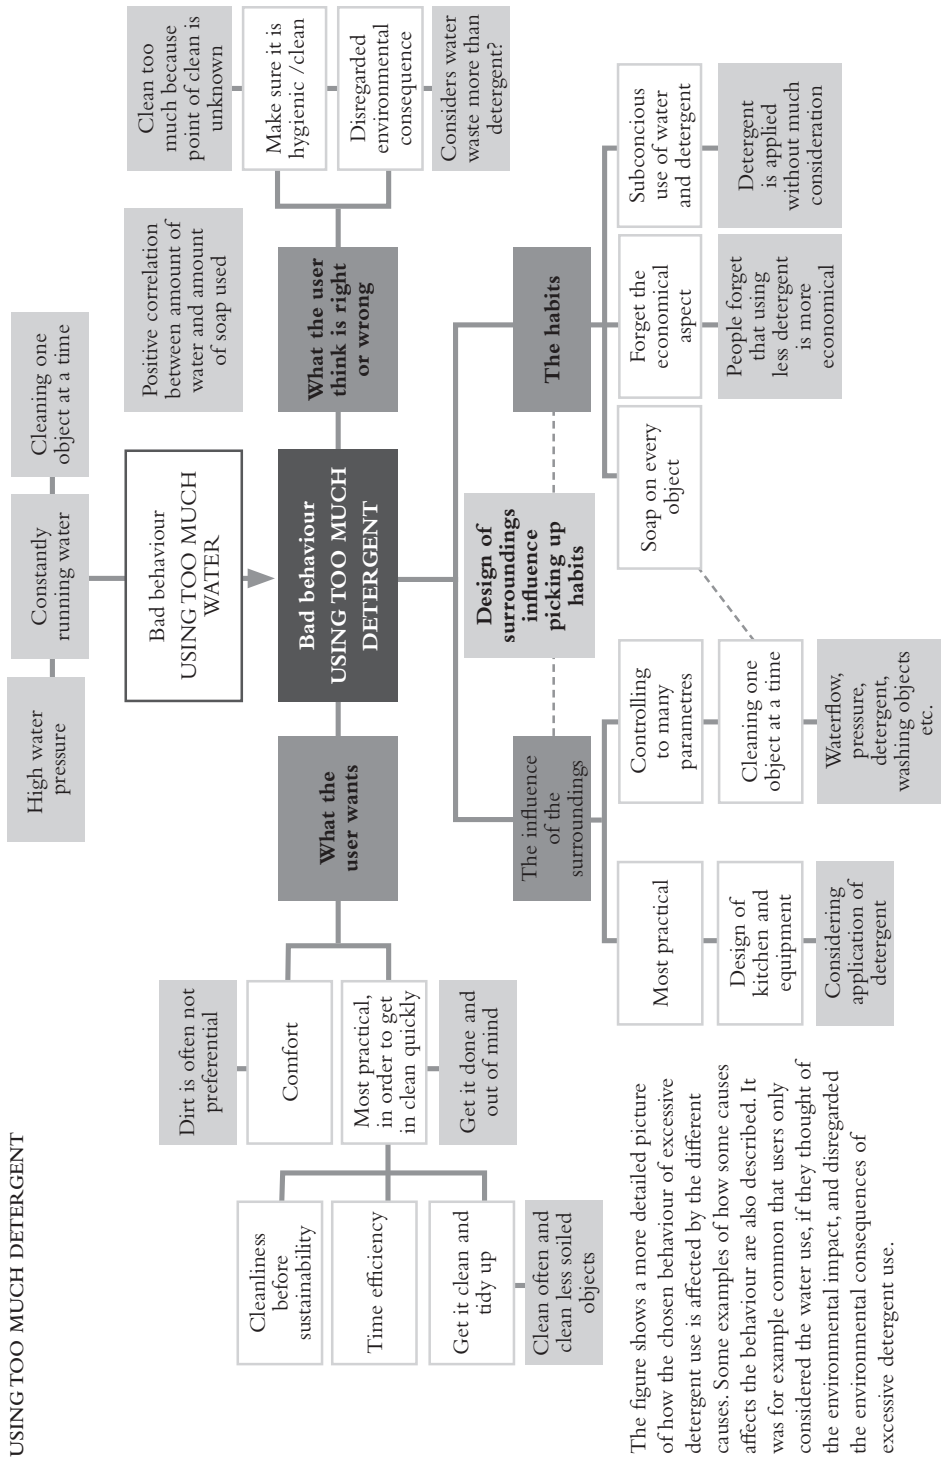 USING TOO MUCH DETERGENT
High water
pressure
Constantly
running water
Cleaning one
object at a time
Bad behaviour
USING TOO MUCH
WATER
Positive correlation
between amount of
water and amount
of soap used
Clean too
much because
point of clean is
unknown
Make sure it is
hygienic /clean
Disregarded
environmental
consequence
Considers water
waste more than
detergent?
Dirt is often not
preferential
Comfort
Most practical,
in order to get
in clean quickly
Get it done and
out of mind
Cleanliness
before
sustainability
Time efficiency
Get it clean and
tidy up
Clean often and
clean less soiled
objects
What the
user wants
Bad behaviour
USING TOO MUCH
DETERGENT
What the user
think is right
or wrong
Design of
surroundings
influence
picking up
habits
The influence
of the
surroundings
The habits
Most practical
Design of
kitchen and
equipment
Considering
application of
detergent
Controlling
to many
parametres
Cleaning one
object at a time
Waterflow,
pressure,
detergent,
washing objects
etc.
Soap on every
object
Forget the
economical
aspect
People forget
that using
less detergent
is more
economical
Subconcious
use of water
and detergent
Detergent
is applied
without much
consideration
The figure shows a more detailed picture
of how the chosen behaviour of excessive
detergent use is affected by the different
causes. Some examples of how some causes
affects the behaviour are also described. It
was for example common that users only
considered the water use, if they thought of
the environmental impact, and disregarded
the environmental consequences of
excessive detergent use.